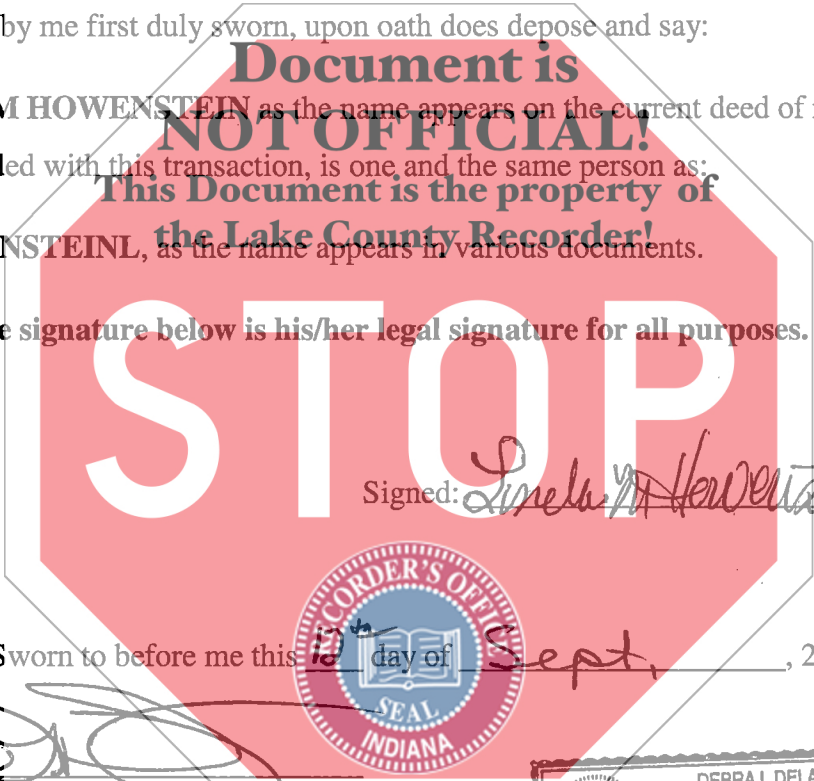 by me first duly sworn, upon oath does depose and say:
Document is
M HOWENSTEIN as the name appears on the current deed of
NOT OFFICIAL!
led with this transaction, is one and the same person as:
This Document is the property of
the Lake County Recorder!
NSTEINL, as the name appears in various documents.
e signature below is his/her legal signature for all purposes.
STOP
Signed: Linda M Howenste
RECORDER'S OFFICE
Sworn to before me this day of Sept, , 2
SEAL
INDIANA
DEBRA L DELA